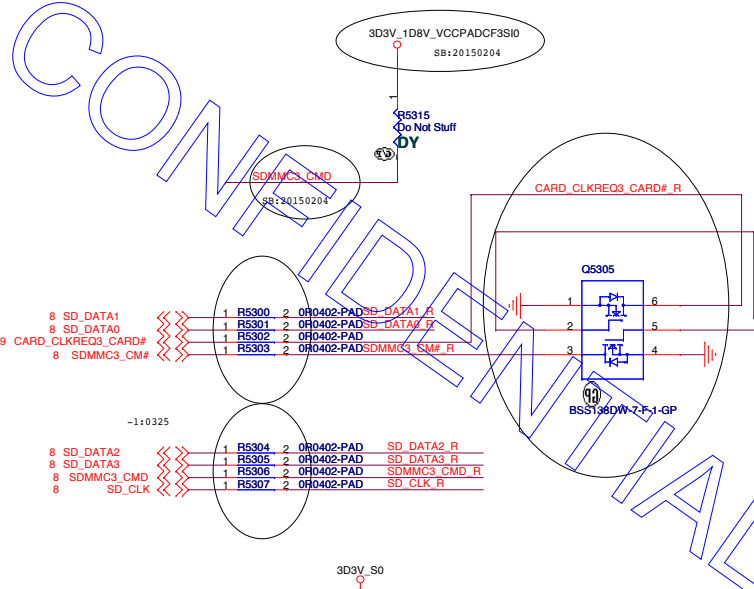 CONFIDENTIAL
3D3V_1D8V_VCCPADCF3SI0
SB:20150204
1
R5315
Do Not Stuff
DY
SDMMC3_CMD
SB:20150204
CARD_CLKREQ3_CARD#_R
Q5305
1 6
2 5
3 4
BSS138DW-7-F-1-GP
8 SD_DATA1 1 R5300 2 0R0402-PAD SD_DATA1_R
8 SD_DATA0 1 R5301 2 0R0402-PAD SD_DATA0_R
9 CARD_CLKREQ3_CARD# 1 R5302 2 0R0402-PAD
8 SDMMC3_CM# 1 R5303 2 0R0402-PAD SDMMC3_CM#_R
-1:0325
8 SD_DATA2 1 R5304 2 0R0402-PAD SD_DATA2_R
8 SD_DATA3 1 R5305 2 0R0402-PAD SD_DATA3_R
8 SDMMC3_CMD 1 R5306 2 0R0402-PAD SDMMC3_CMD_R
8 SD_CLK 1 R5307 2 0R0402-PAD SD_CLK_R
3D3V_S0